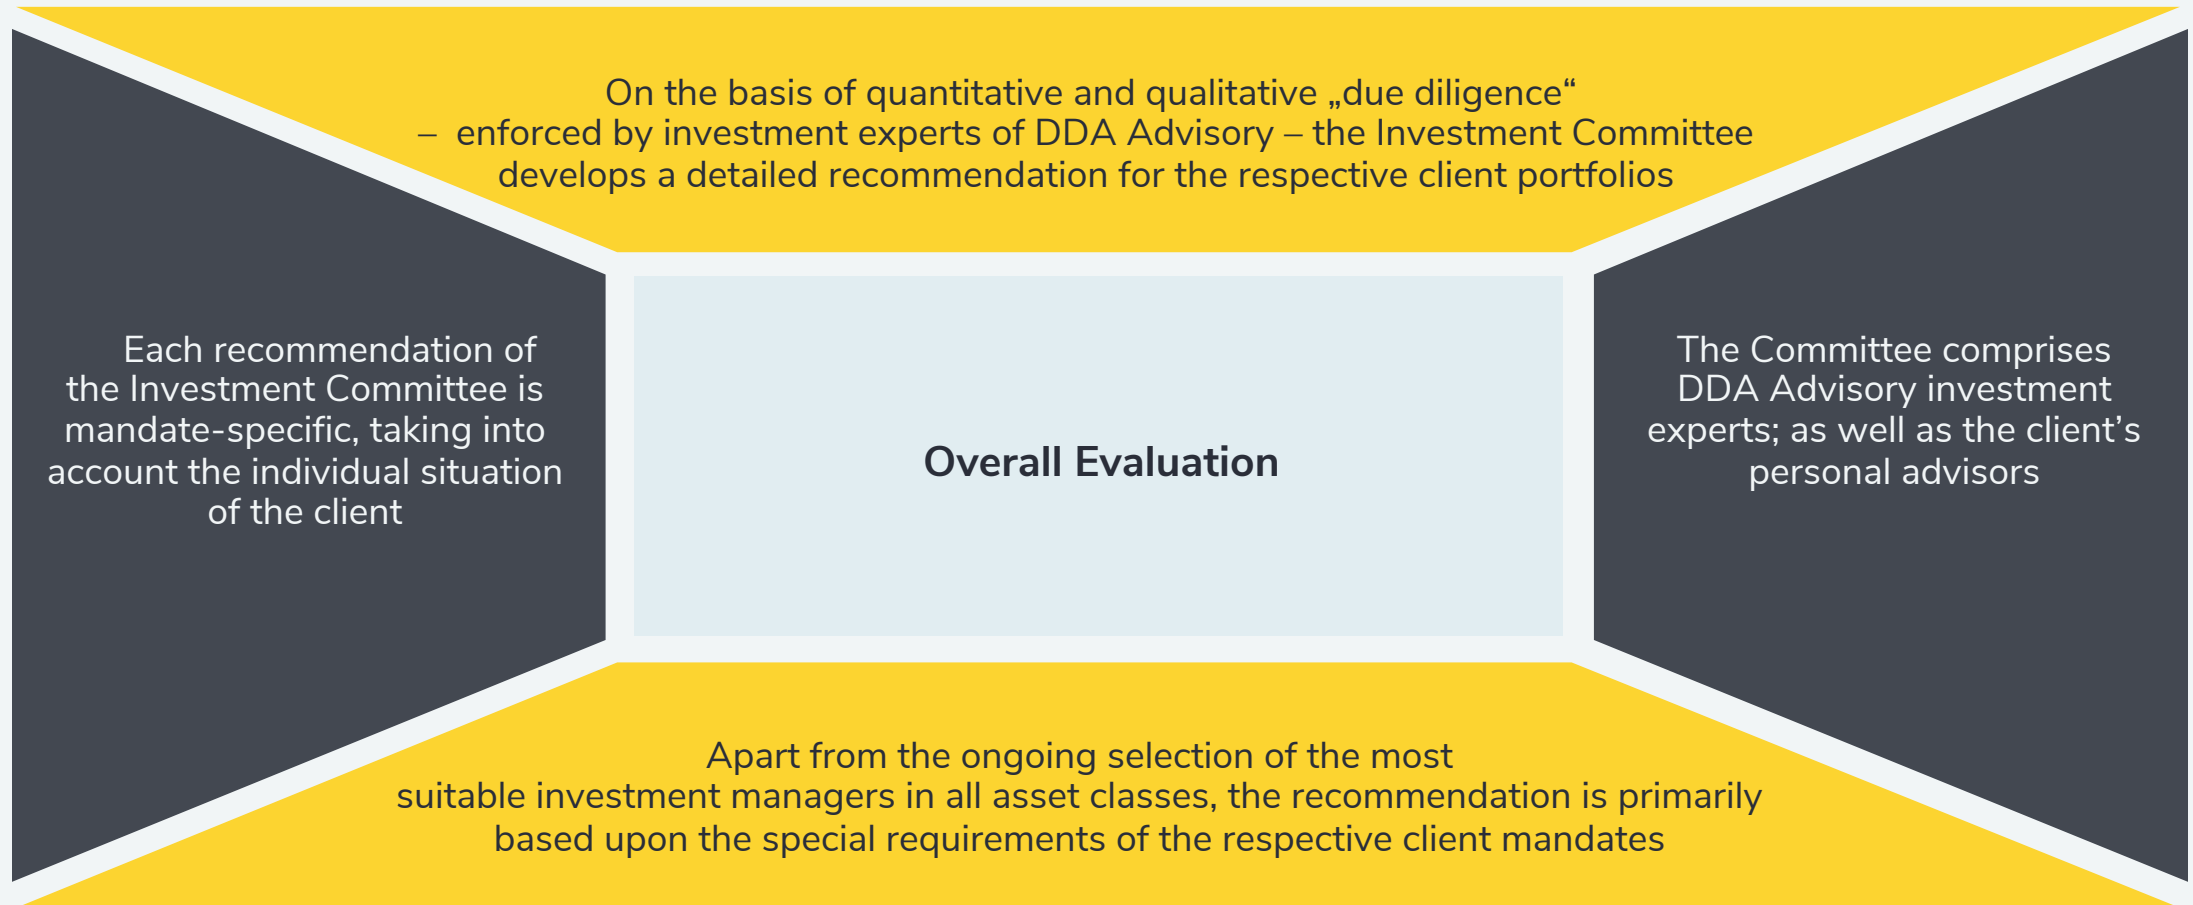 On the basis of quantitative and qualitative „due diligence“
– enforced by investment experts of DDA Advisory – the Investment Committee
develops a detailed recommendation for the respective client portfolios
Each recommendation of
the Investment Committee is
mandate-specific, taking into
account the individual situation
of the client
Overall Evaluation
The Committee comprises
DDA Advisory investment
experts; as well as the client’s
personal advisors
Apart from the ongoing selection of the most
suitable investment managers in all asset classes, the recommendation is primarily
based upon the special requirements of the respective client mandates